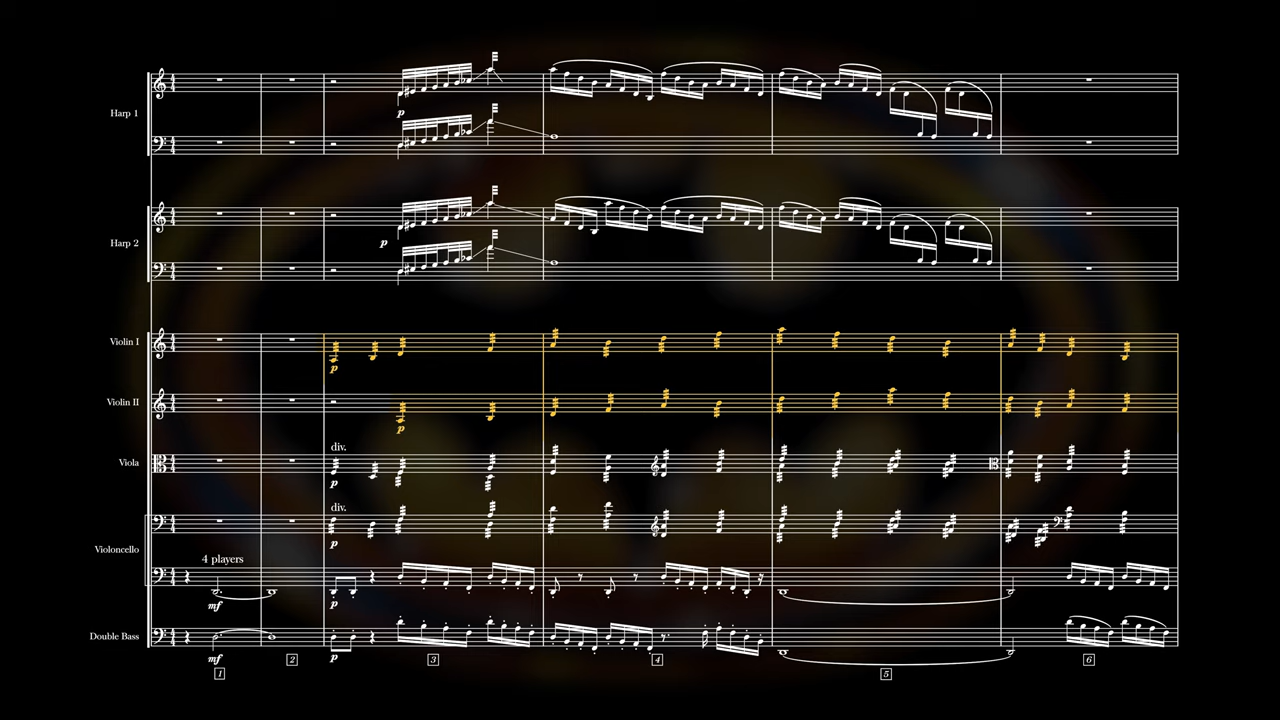 Harp 1
p
Harp 2
p
Violin I
p
Violin II
p
Viola
div.
p
div.
p
Violoncello
4 players
mf
p
Double Bass
mf
p
1
2
3
4
5
6